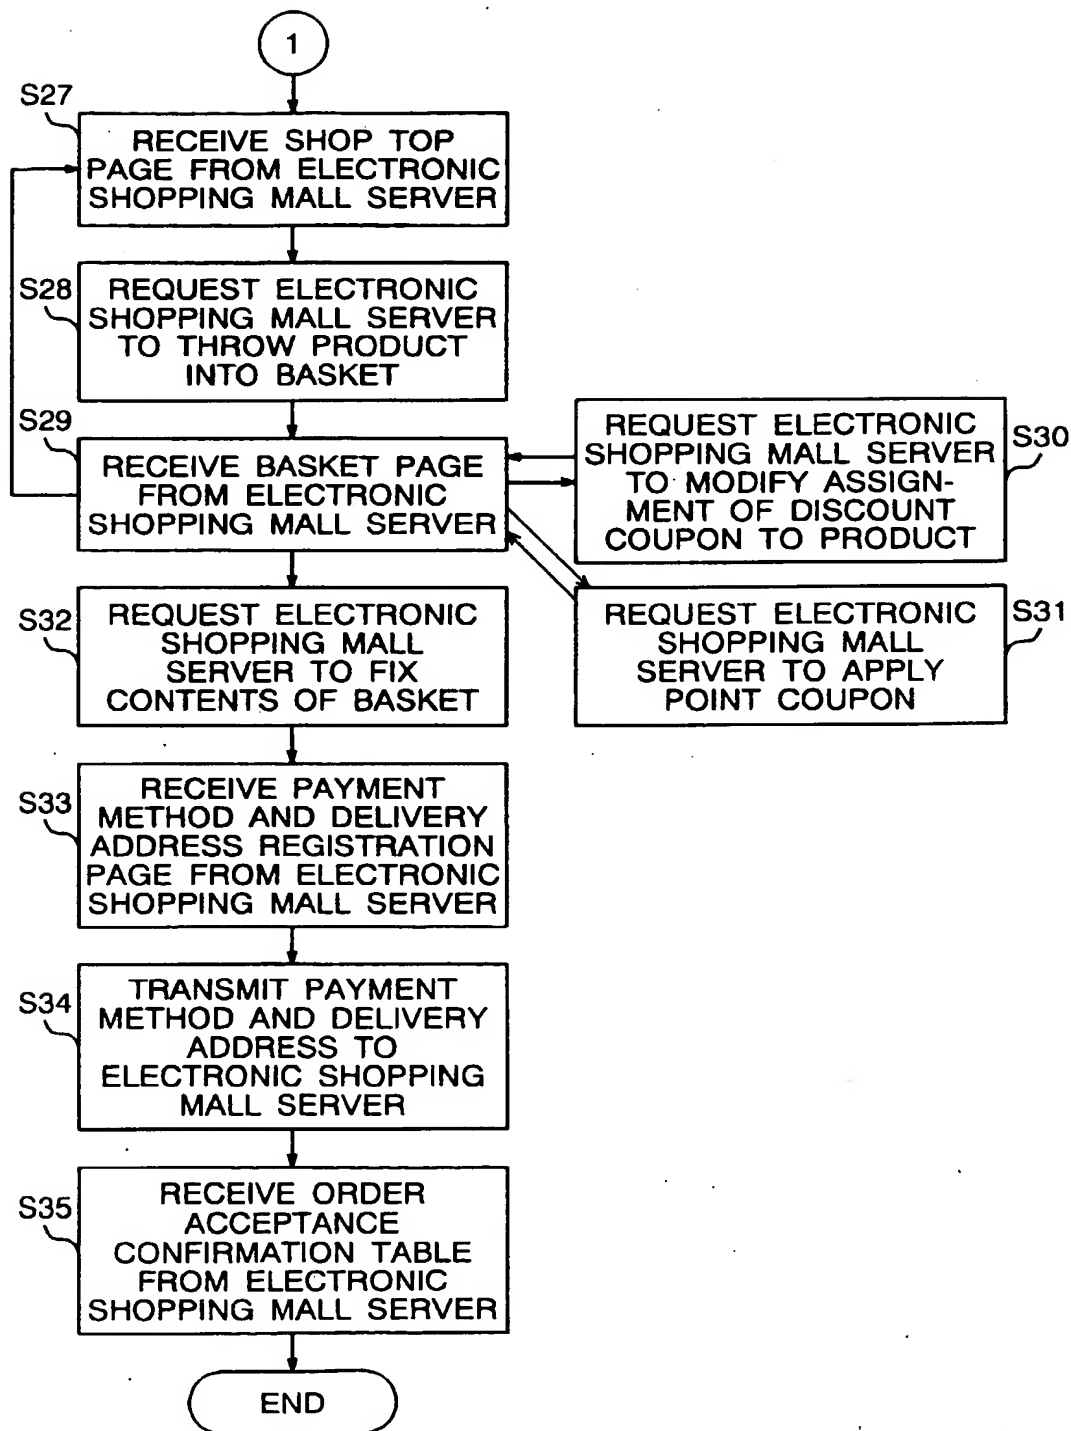 1
S27
RECEIVE SHOP TOP
PAGE FROM ELECTRONIC
SHOPPING MALL SERVER
S28
REQUEST ELECTRONIC
SHOPPING MALL SERVER
TO THROW PRODUCT
INTO BASKET
S29
RECEIVE BASKET PAGE
FROM ELECTRONIC
SHOPPING MALL SERVER
S30
REQUEST ELECTRONIC
SHOPPING MALL SERVER
TO MODIFY ASSIGN-
MENT OF DISCOUNT
COUPON TO PRODUCT
S31
REQUEST ELECTRONIC
SHOPPING MALL
SERVER TO APPLY
POINT COUPON
S32
REQUEST ELECTRONIC
SHOPPING MALL
SERVER TO FIX
CONTENTS OF BASKET
S33
RECEIVE PAYMENT
METHOD AND DELIVERY
ADDRESS REGISTRATION
PAGE FROM ELECTRONIC
SHOPPING MALL SERVER
S34
TRANSMIT PAYMENT
METHOD AND DELIVERY
ADDRESS TO
ELECTRONIC SHOPPING
MALL SERVER
S35
RECEIVE ORDER
ACCEPTANCE
CONFIRMATION TABLE
FROM ELECTRONIC
SHOPPING MALL SERVER
END